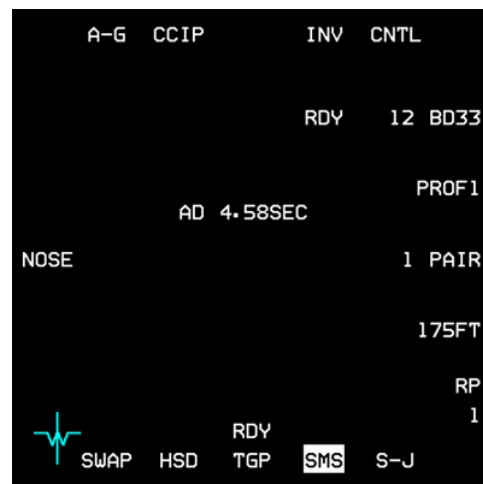 A-G CCIP INV CNTL
RDY 12 BD33
PROF1
AD 4.58SEC
NOSE 1 PAIR
175FT
RP
1
RDY
SWAP HSD TGP SMS S-J